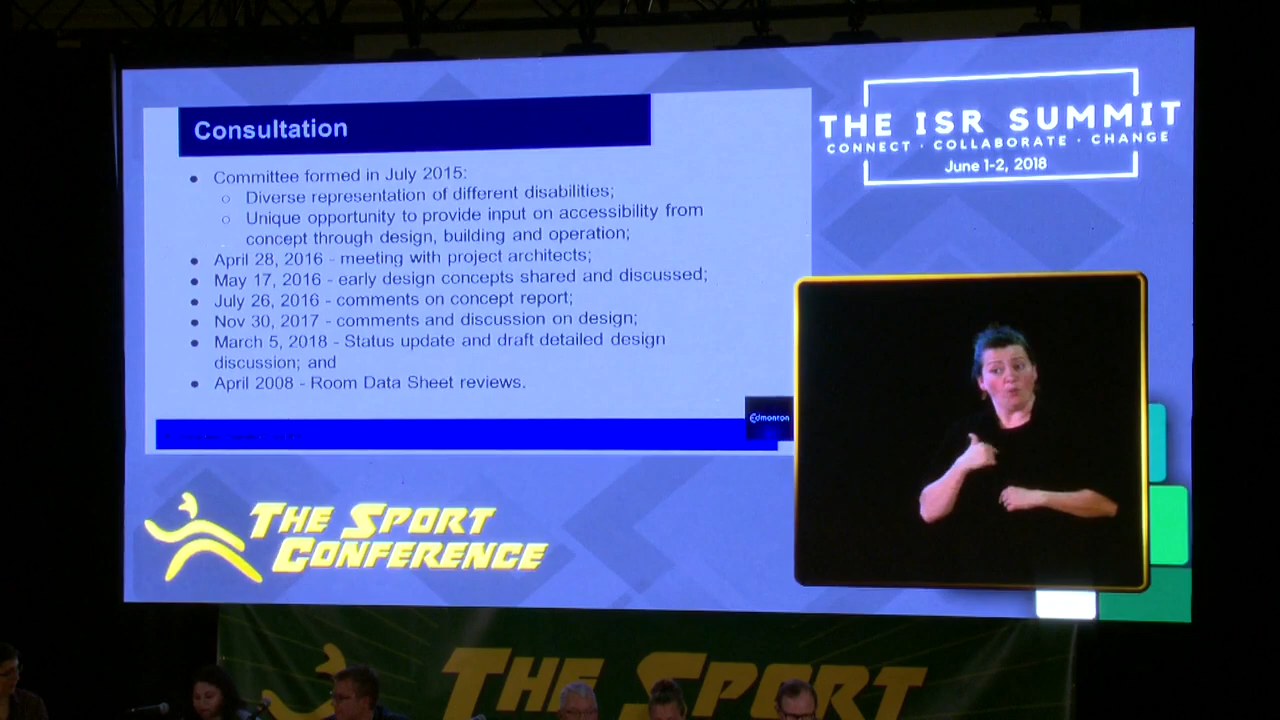 Consultation
• Committee formed in July 2015:
○ Diverse representation of different disabilities;
○ Unique opportunity to provide input on accessibility from
concept through design, building and operation;
• April 28, 2016 - meeting with project architects;
• May 17, 2016 - early design concepts shared and discussed;
• July 26, 2016 - comments on concept report;
• Nov 30, 2017 - comments and discussion on design;
• March 5, 2018 - Status update and draft detailed design
discussion; and
• April 2008 - Room Data Sheet reviews.
Edmonton
THE ISR SUMMIT
CONNECT · COLLABORATE · CHANGE
June 1-2, 2018
THE SPORT
CONFERENCE
THE SPORT